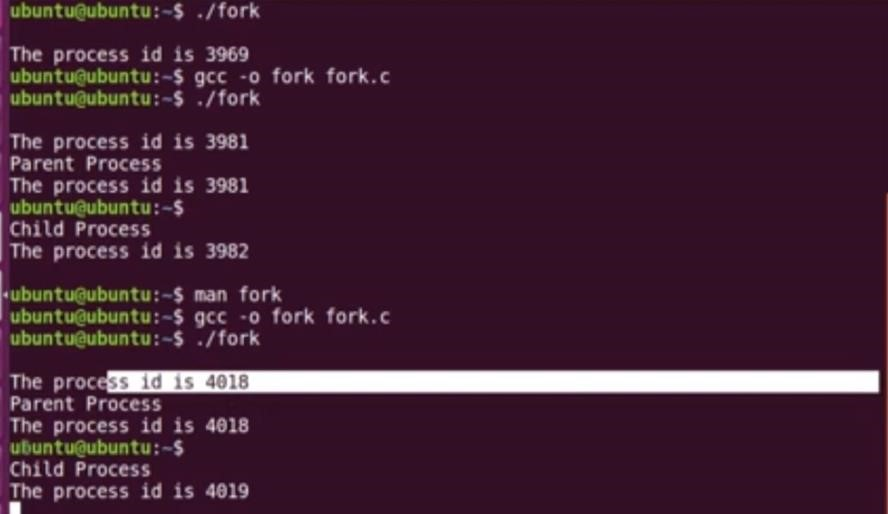 ubuntu@ubuntu:~$ ./fork
The process id is 3969
ubuntu@ubuntu:~$ gcc -o fork fork.c
ubuntu@ubuntu:~$ ./fork
The process id is 3981
Parent Process
The process id is 3981
ubuntu@ubuntu:~$
Child Process
The process id is 3982
ubuntu@ubuntu:~$ man fork
ubuntu@ubuntu:~$ gcc -o fork fork.c
ubuntu@ubuntu:~$ ./fork
The process id is 4018
Parent Process
The process id is 4018
ubuntu@ubuntu:~$
Child Process
The process id is 4019